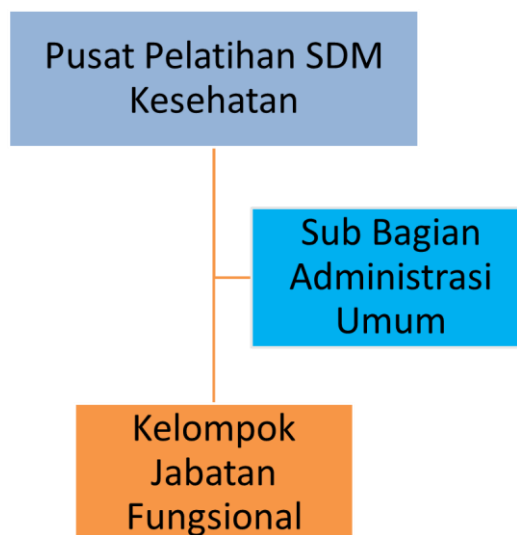 Pusat Pelatihan SDM
Kesehatan
Sub Bagian
Administrasi
Umum
Kelompok
Jabatan
Fungsional